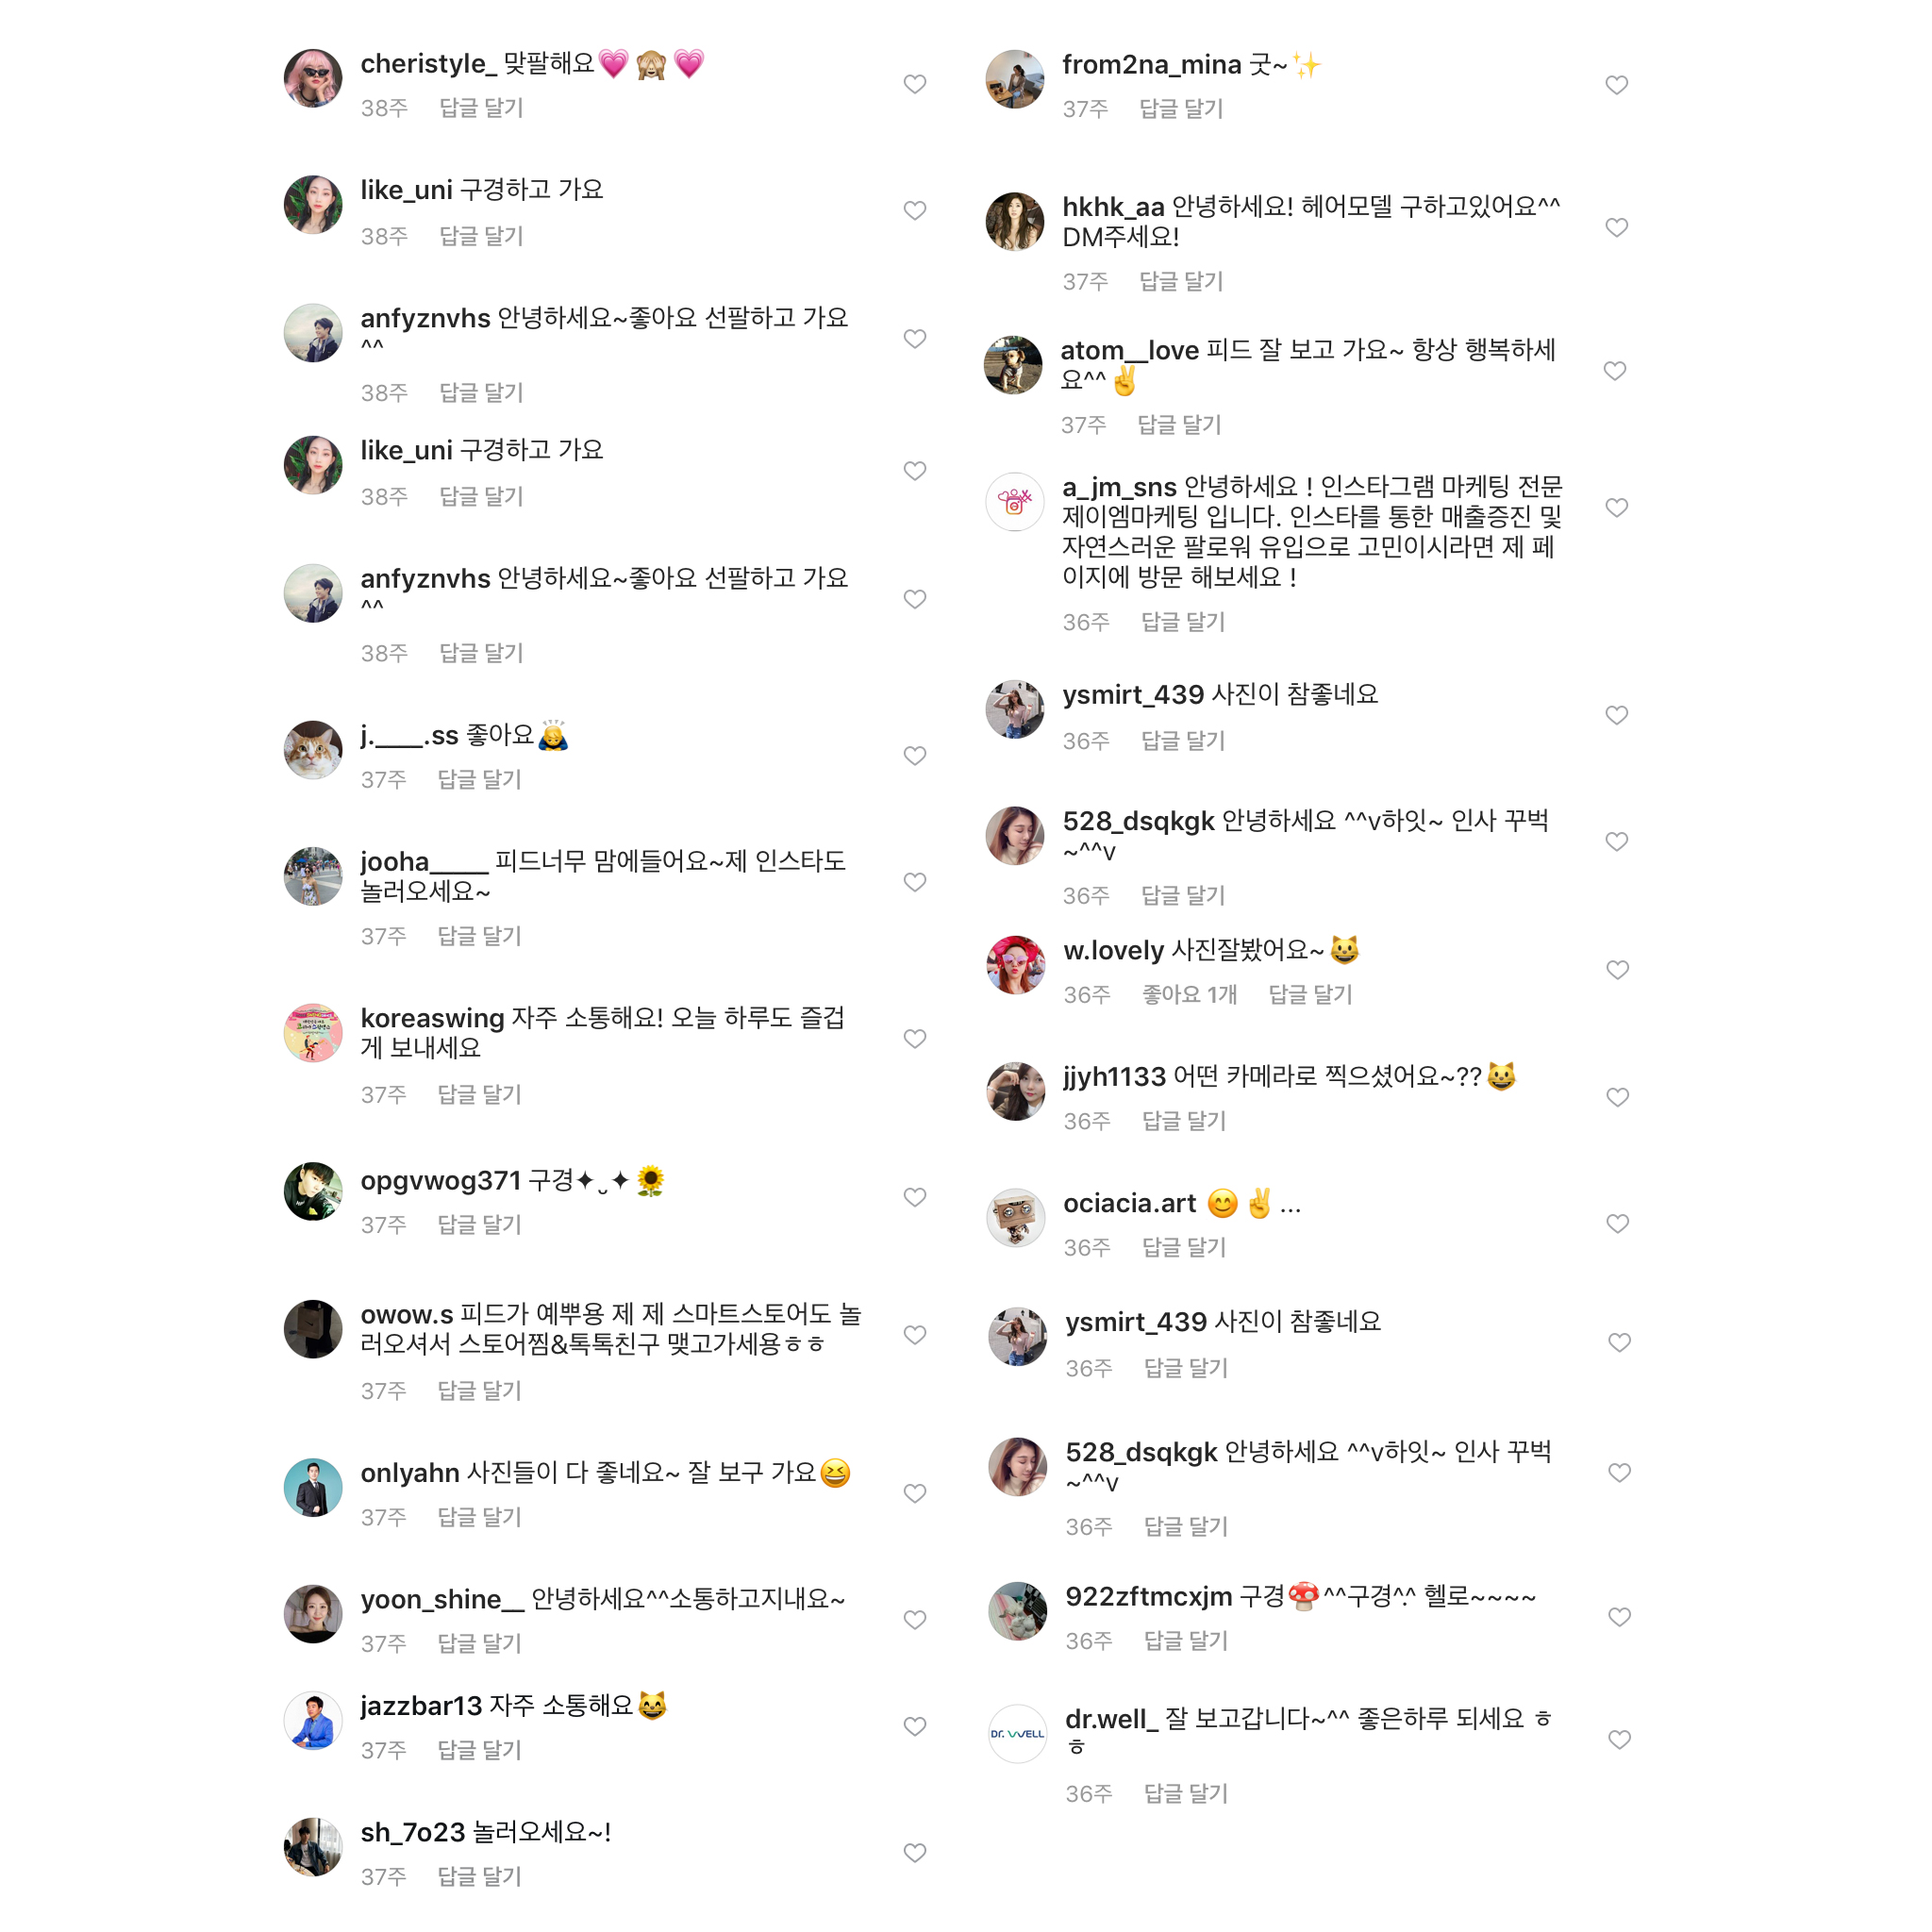 cheristyle_ 맞팔해요💗🙈💗
38주 답글 달기
like_uni 구경하고 가요
38주 답글 달기
anfyznvhs 안녕하세요~좋아요 선팔하고 가요
^^
38주 답글 달기
like_uni 구경하고 가요
38주 답글 달기
anfyznvhs 안녕하세요~좋아요 선팔하고 가요
^^
38주 답글 달기
j.____.ss 좋아요🙇
37주 답글 달기
jooha_____ 피드너무 맘에들어요~제 인스타도
놀러오세요~
37주 답글 달기
koreaswing 자주 소통해요! 오늘 하루도 즐겁
게 보내세요
37주 답글 달기
opgvwog371 구경✦ˬ✦🌻
37주 답글 달기
owow.s 피드가 예뿌용 제 제 스마트스토어도 놀
러오셔서 스토어찜&톡톡친구 맺고가세용ㅎㅎ
37주 답글 달기
onlyahn 사진들이 다 좋네요~ 잘 보구 가요😆
37주 답글 달기
yoon_shine__ 안녕하세요^^소통하고지내요~
37주 답글 달기
jazzbar13 자주 소통해요😸
37주 답글 달기
sh_7o23 놀러오세요~!
37주 답글 달기
from2na_mina 굿~✨
37주 답글 달기
hkhk_aa 안녕하세요! 헤어모델 구하고있어요^^
DM주세요!
37주 답글 달기
atom__love 피드 잘 보고 가요~ 항상 행복하세
요^^✌
37주 답글 달기
a_jm_sns 안녕하세요 ! 인스타그램 마케팅 전문
제이엠마케팅 입니다. 인스타를 통한 매출증진 및
자연스러운 팔로워 유입으로 고민이시라면 제 페
이지에 방문 해보세요 !
36주 답글 달기
ysmirt_439 사진이 참좋네요
36주 답글 달기
528_dsqkgk 안녕하세요 ^^v하잇~ 인사 꾸벅
~^^v
36주 답글 달기
w.lovely 사진잘봤어요~😺
36주 좋아요 1개 답글 달기
jjyh1133 어떤 카메라로 찍으셨어요~??😺
36주 답글 달기
ociacia.art 😊✌...
36주 답글 달기
ysmirt_439 사진이 참좋네요
36주 답글 달기
528_dsqkgk 안녕하세요 ^^v하잇~ 인사 꾸벅
~^^v
36주 답글 달기
922zftmcxjm 구경🍄^^구경^.^ 헬로~~~~
36주 답글 달기
DR. WELL
dr.well_ 잘 보고갑니다~^^ 좋은하루 되세요 ㅎ
ㅎ
36주 답글 달기